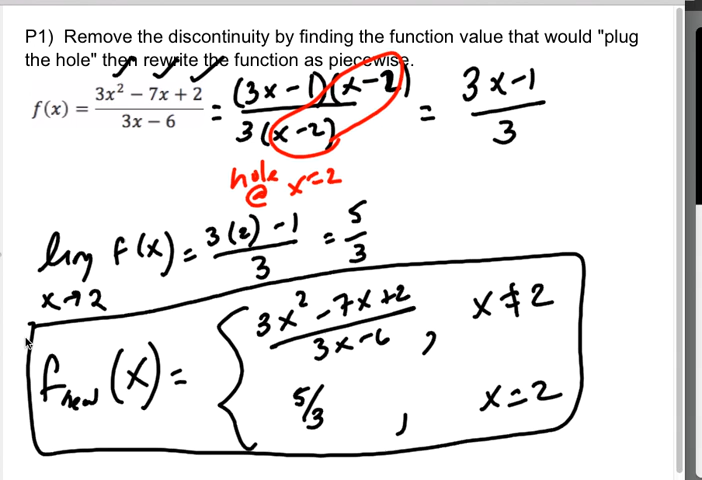 P1) Remove the discontinuity by finding the function value that would "plug
the hole" then rewrite the function as piecewise.
f(x) = (3x² − 7x + 2)/(3x − 6) = (3x-1)(x-2)/3(x-2) = (3x-1)/3
hole
@ x=2
lim f(x) = (3(2)-1)/3 = 5/3
x→2
f new (x) = { (3x²-7x+2)/(3x-6) , x≠2
5/3 , x=2